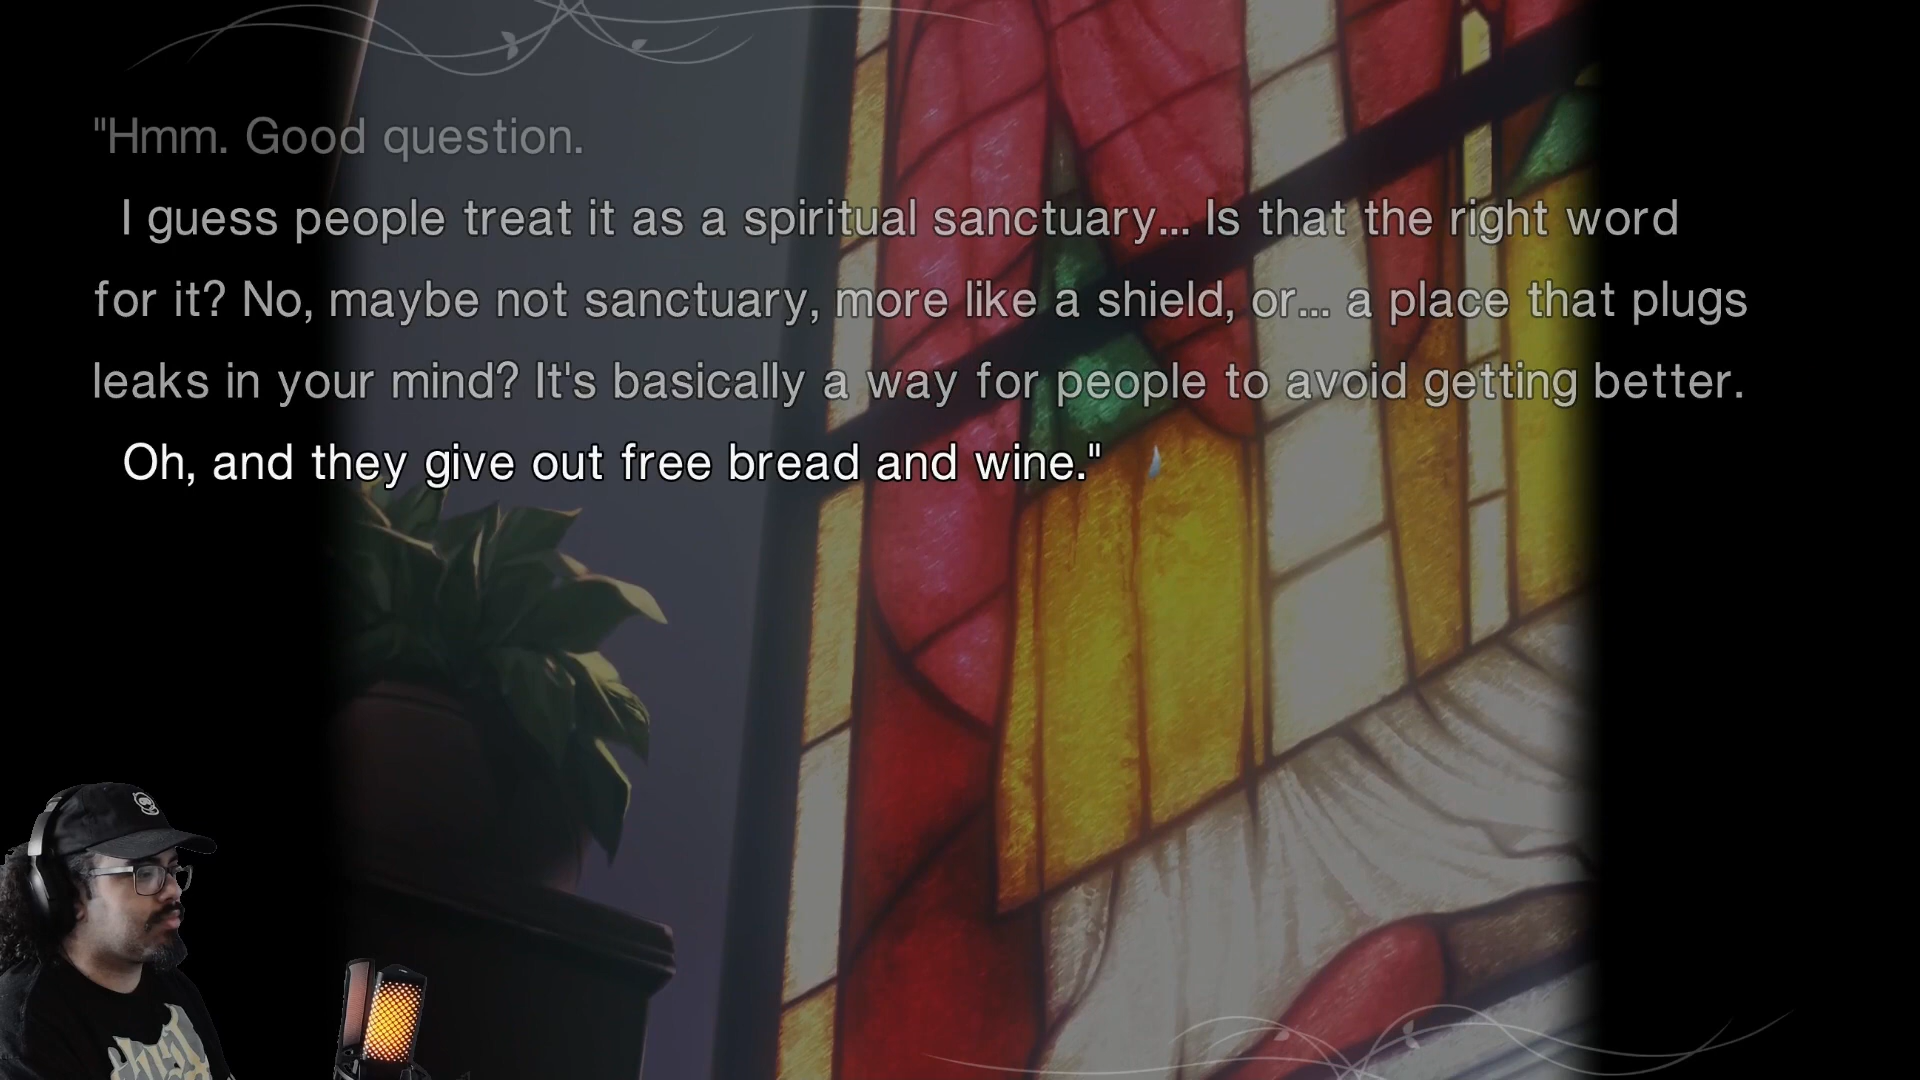 "Hmm. Good question.
I guess people treat it as a spiritual sanctuary... Is that the right word
for it? No, maybe not sanctuary, more like a shield, or... a place that plugs
leaks in your mind? It's basically a way for people to avoid getting better.
Oh, and they give out free bread and wine."